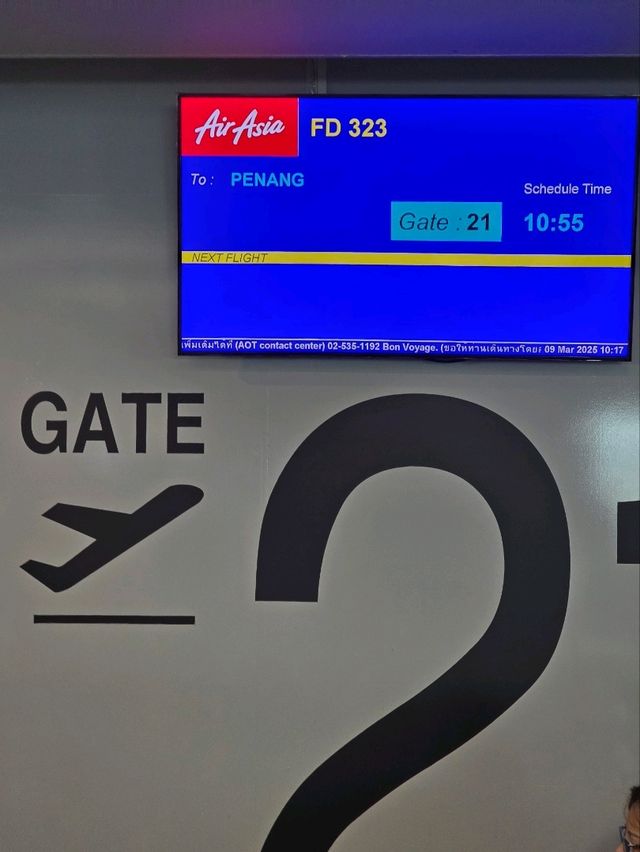 AirAsia FD 323
To : PENANG
Schedule Time
Gate : 21 10:55
NEXT FLIGHT
เพิ่มเติมได้ที่ (AOT contact center) 02-535-1192 Bon Voyage. (ขอให้ท่านเดินทางโดย 09 Mar 2025 10:17
GATE
2